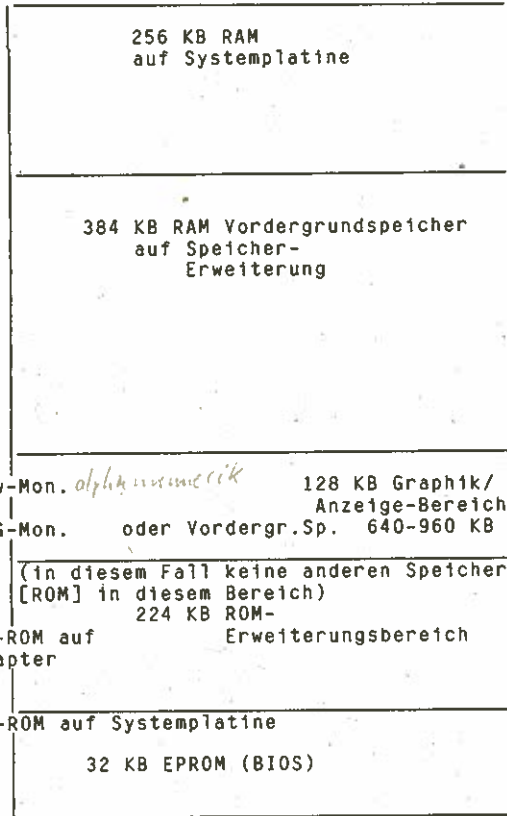 256 KB RAM
auf Systemplatine
384 KB RAM Vordergrundspeicher
auf Speicher-
Erweiterung
-Mon. alphanumerik 128 KB Graphik/
Anzeige-Bereich
-Mon. oder Vordergr.Sp. 640-960 KB
(in diesem Fall keine anderen Speicher
[ROM] in diesem Bereich)
224 KB ROM-
-ROM auf Erweiterungsbereich
apter
-ROM auf Systemplatine
32 KB EPROM (BIOS)